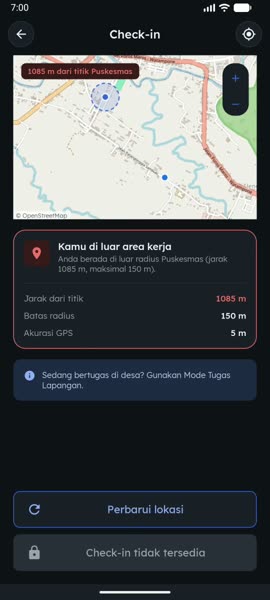 7:00
Check-in
1085 m dari titik Puskesmas
+
−
© OpenStreetMap
Kamu di luar area kerja
Anda berada di luar radius Puskesmas (jarak
1085 m, maksimal 150 m).
Jarak dari titik 1085 m
Batas radius 150 m
Akurasi GPS 5 m
Sedang bertugas di desa? Gunakan Mode Tugas
Lapangan.
Perbarui lokasi
Check-in tidak tersedia